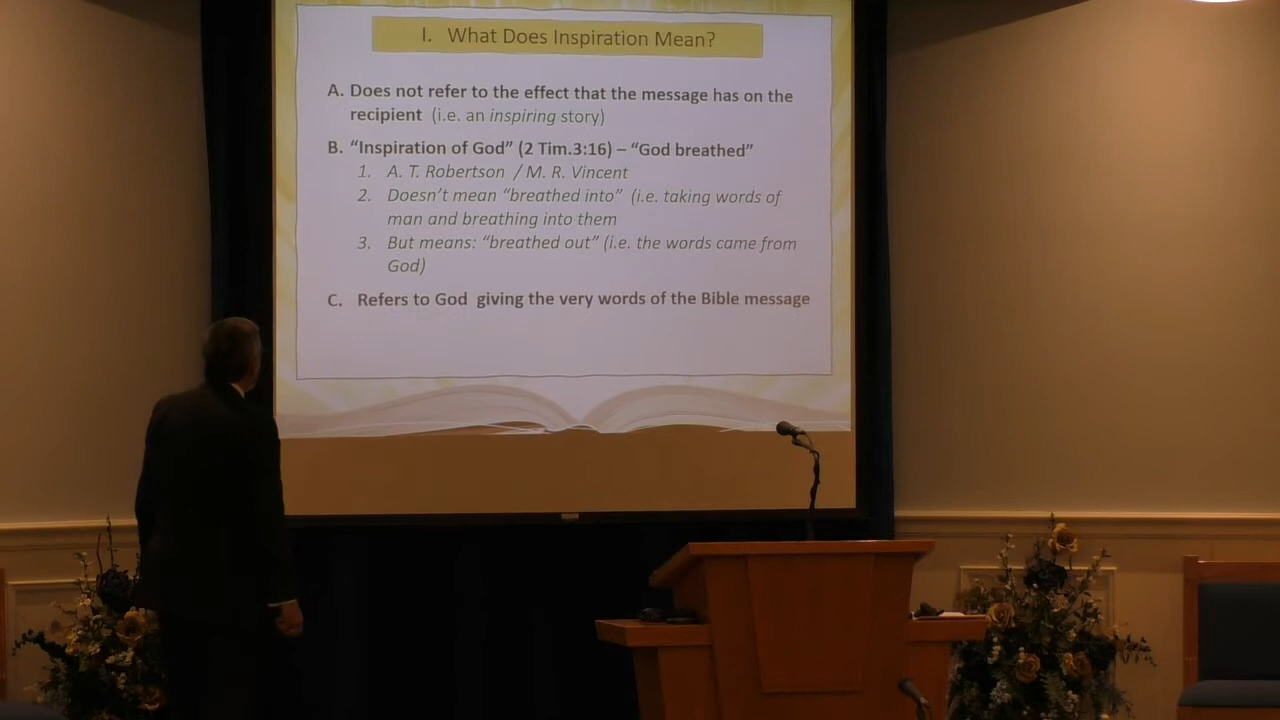 I. What Does Inspiration Mean?
A. Does not refer to the effect that the message has on the
recipient (i.e. an inspiring story)
B. “Inspiration of God” (2 Tim.3:16) – “God breathed”
1. A. T. Robertson / M. R. Vincent
2. Doesn’t mean “breathed into” (i.e. taking words of
man and breathing into them
3. But means: “breathed out” (i.e. the words came from
God)
C. Refers to God giving the very words of the Bible message